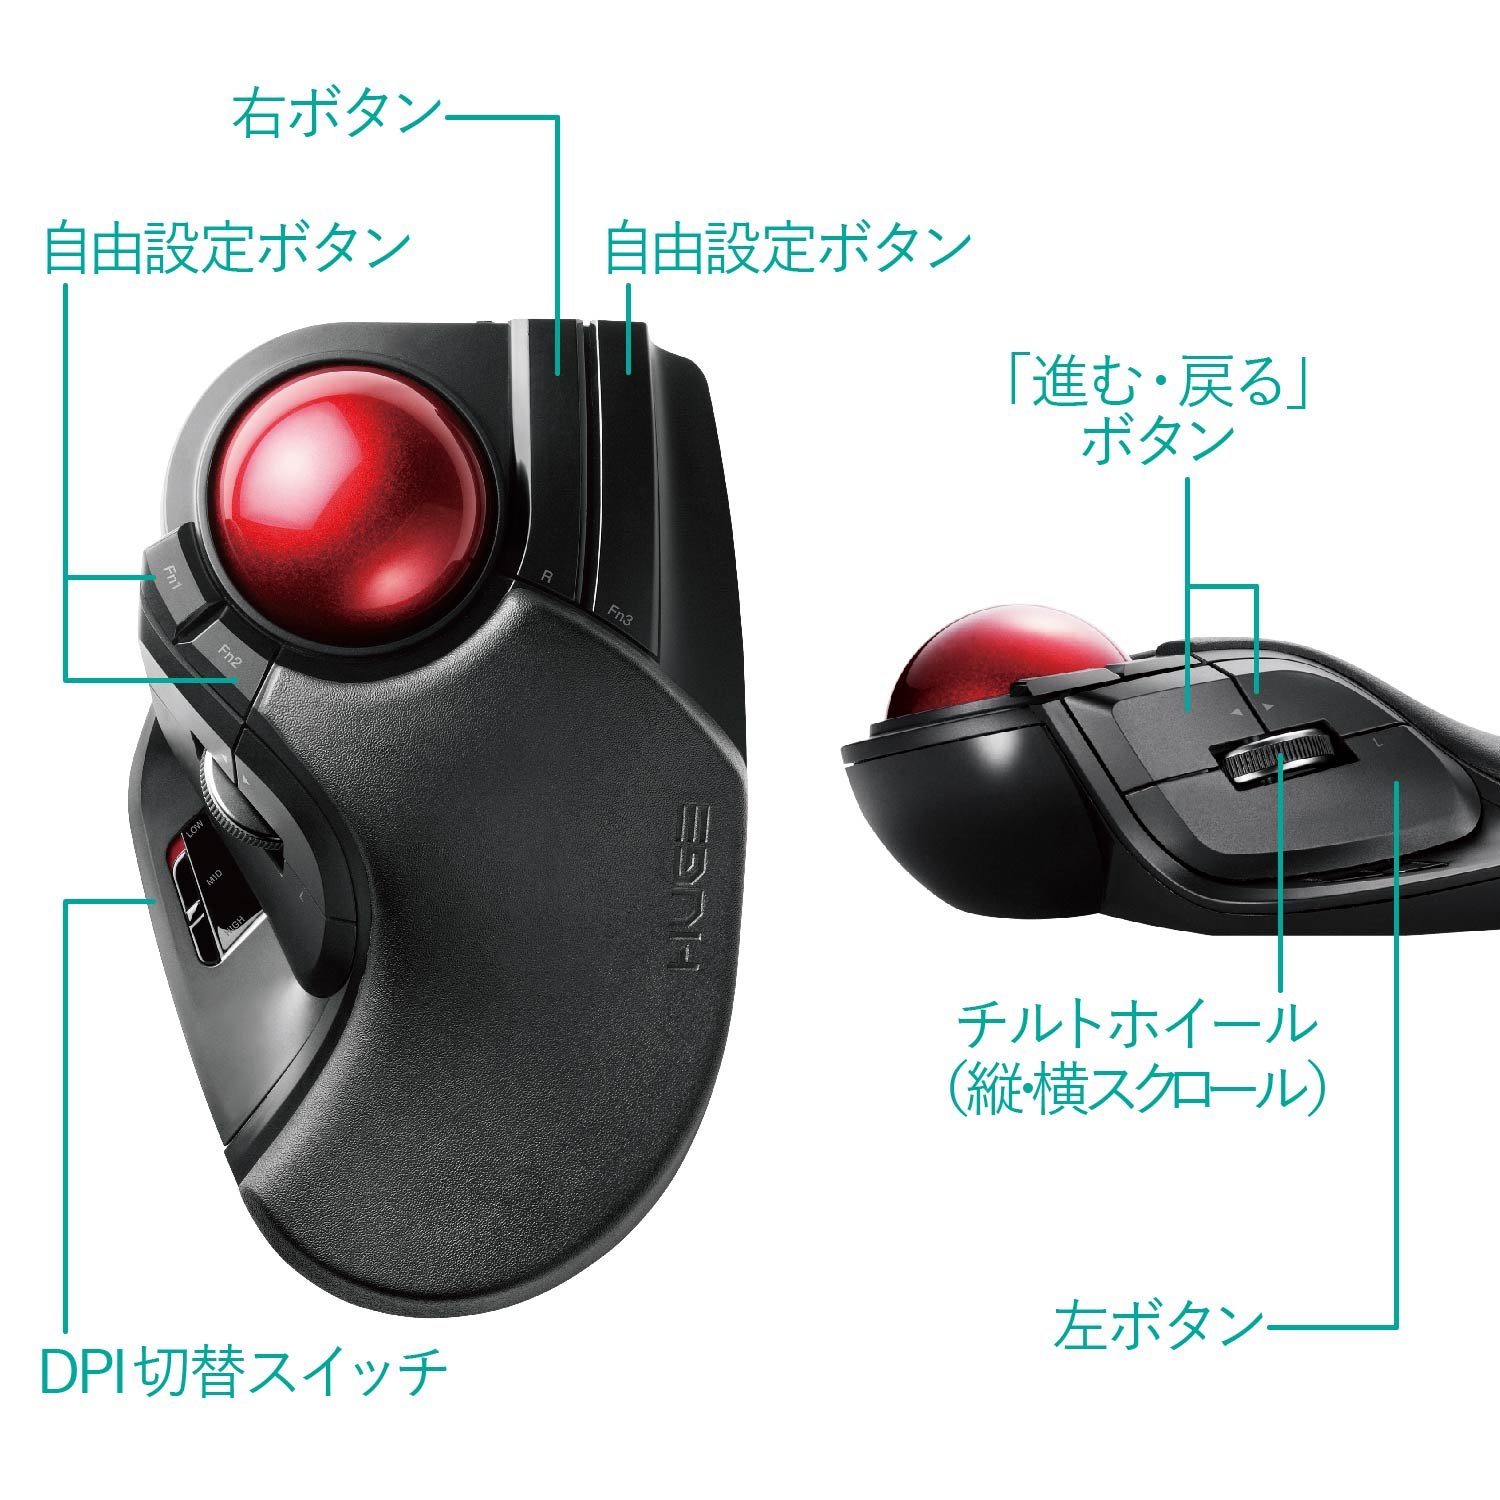 右ボタン
自由設定ボタン
自由設定ボタン
「進む・戻る」
ボタン
Fn1
Fn2
R
Fn3
LOW
MID
HIGH
L
HUGE
L
チルトホイール
（縦・横スクロール）
左ボタン
DPI切替スイッチ